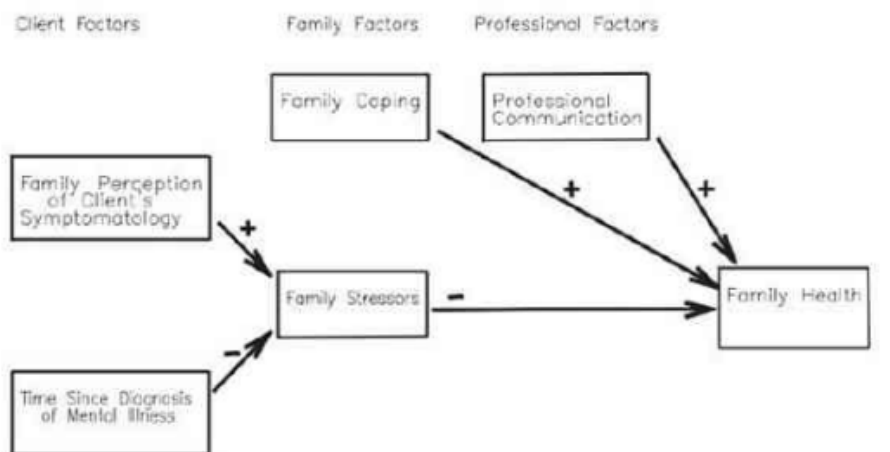 Client Factors
Family Factors
Professional Factors
Family Coping
Professional
Communication
Family Perception
of Client's
Symptomatology
+
+
+
Family Stressors
-
Family Health
-
Time Since Diagnosis
of Mental Illness